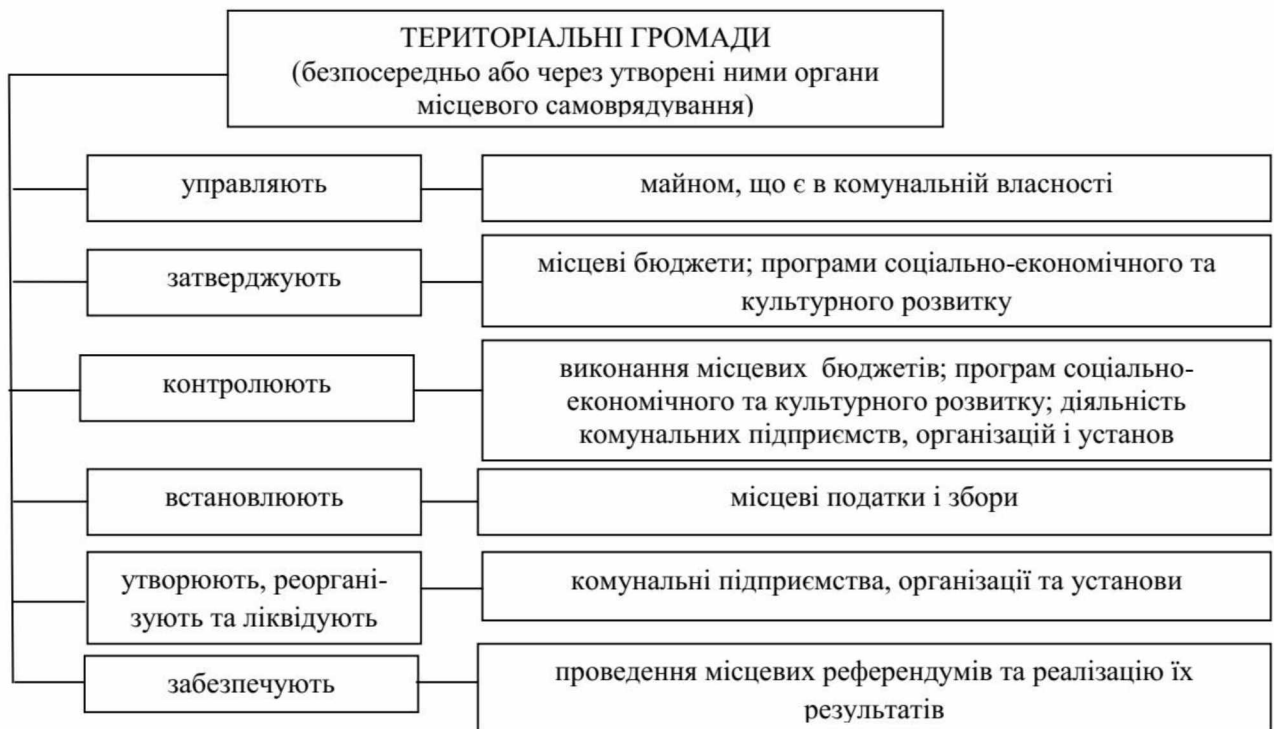 ТЕРИТОРІАЛЬНІ ГРОМАДИ
(безпосередньо або через утворені ними органи
місцевого самоврядування)
управляють
майном, що є в комунальній власності
затверджують
місцеві бюджети; програми соціально-економічного та
культурного розвитку
контролюють
виконання місцевих бюджетів; програм соціально-
економічного та культурного розвитку; діяльність
комунальних підприємств, організацій і установ
встановлюють
місцеві податки і збори
утворюють, реоргані-
зують та ліквідують
комунальні підприємства, організації та установи
забезпечують
проведення місцевих референдумів та реалізацію їх
результатів